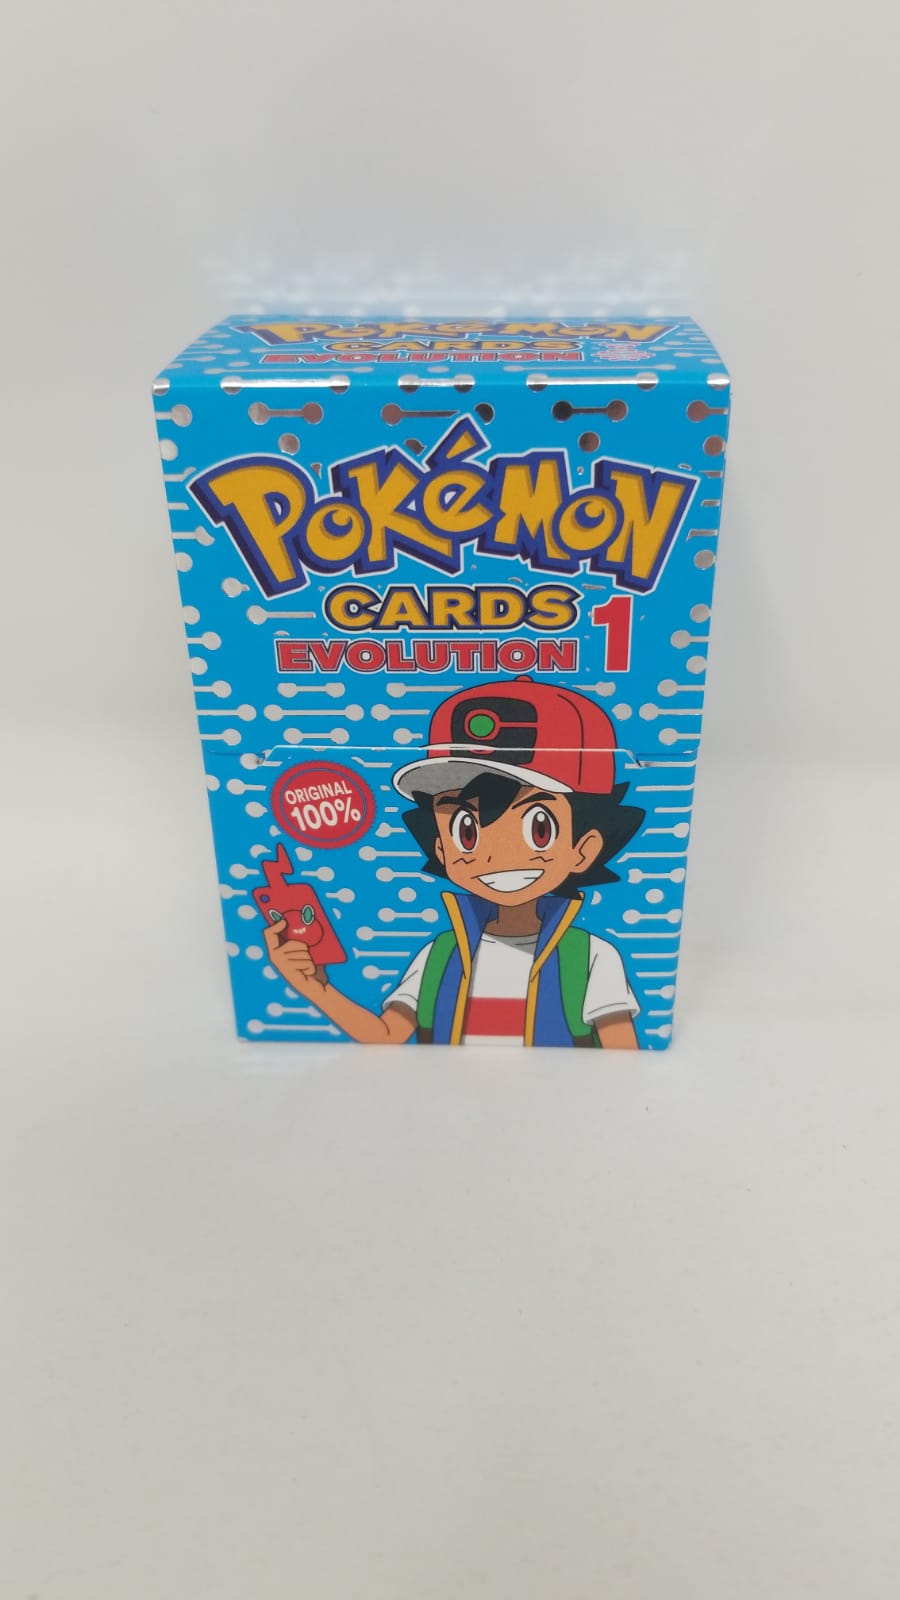 POKéMON
CARDS
EVOLUTION
POKéMON
CARDS
EVOLUTION 1
ORIGINAL
100%